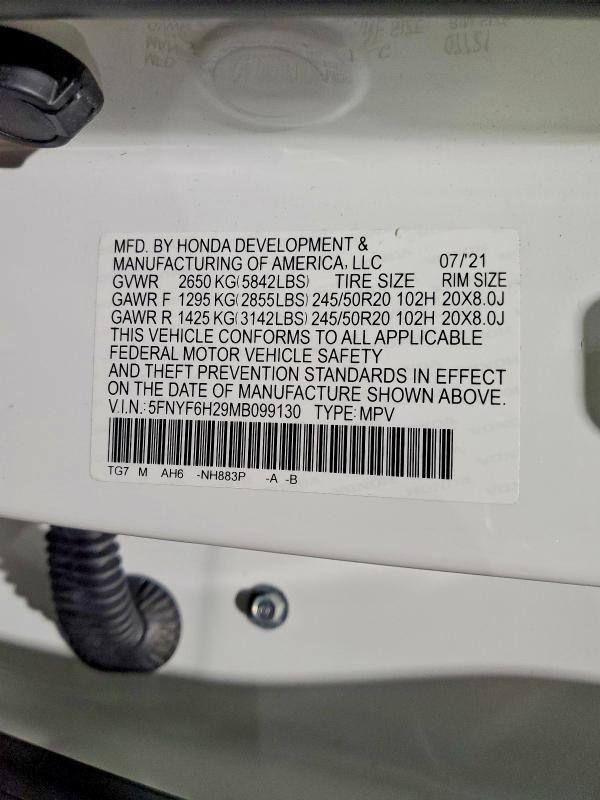 MFD. BY HONDA DEVELOPMENT &
MANUFACTURING OF AMERICA, LLC 07/'21
GVWR 2650 KG(5842LBS) TIRE SIZE RIM SIZE
GAWR F 1295 KG(2855LBS) 245/50R20 102H 20X8.0J
GAWR R 1425 KG(3142LBS) 245/50R20 102H 20X8.0J
THIS VEHICLE CONFORMS TO ALL APPLICABLE
FEDERAL MOTOR VEHICLE SAFETY
AND THEFT PREVENTION STANDARDS IN EFFECT
ON THE DATE OF MANUFACTURE SHOWN ABOVE.
V.I.N.: 5FNYF6H29MB099130 TYPE: MPV
TG7 M AH6 -NH883P -A -B